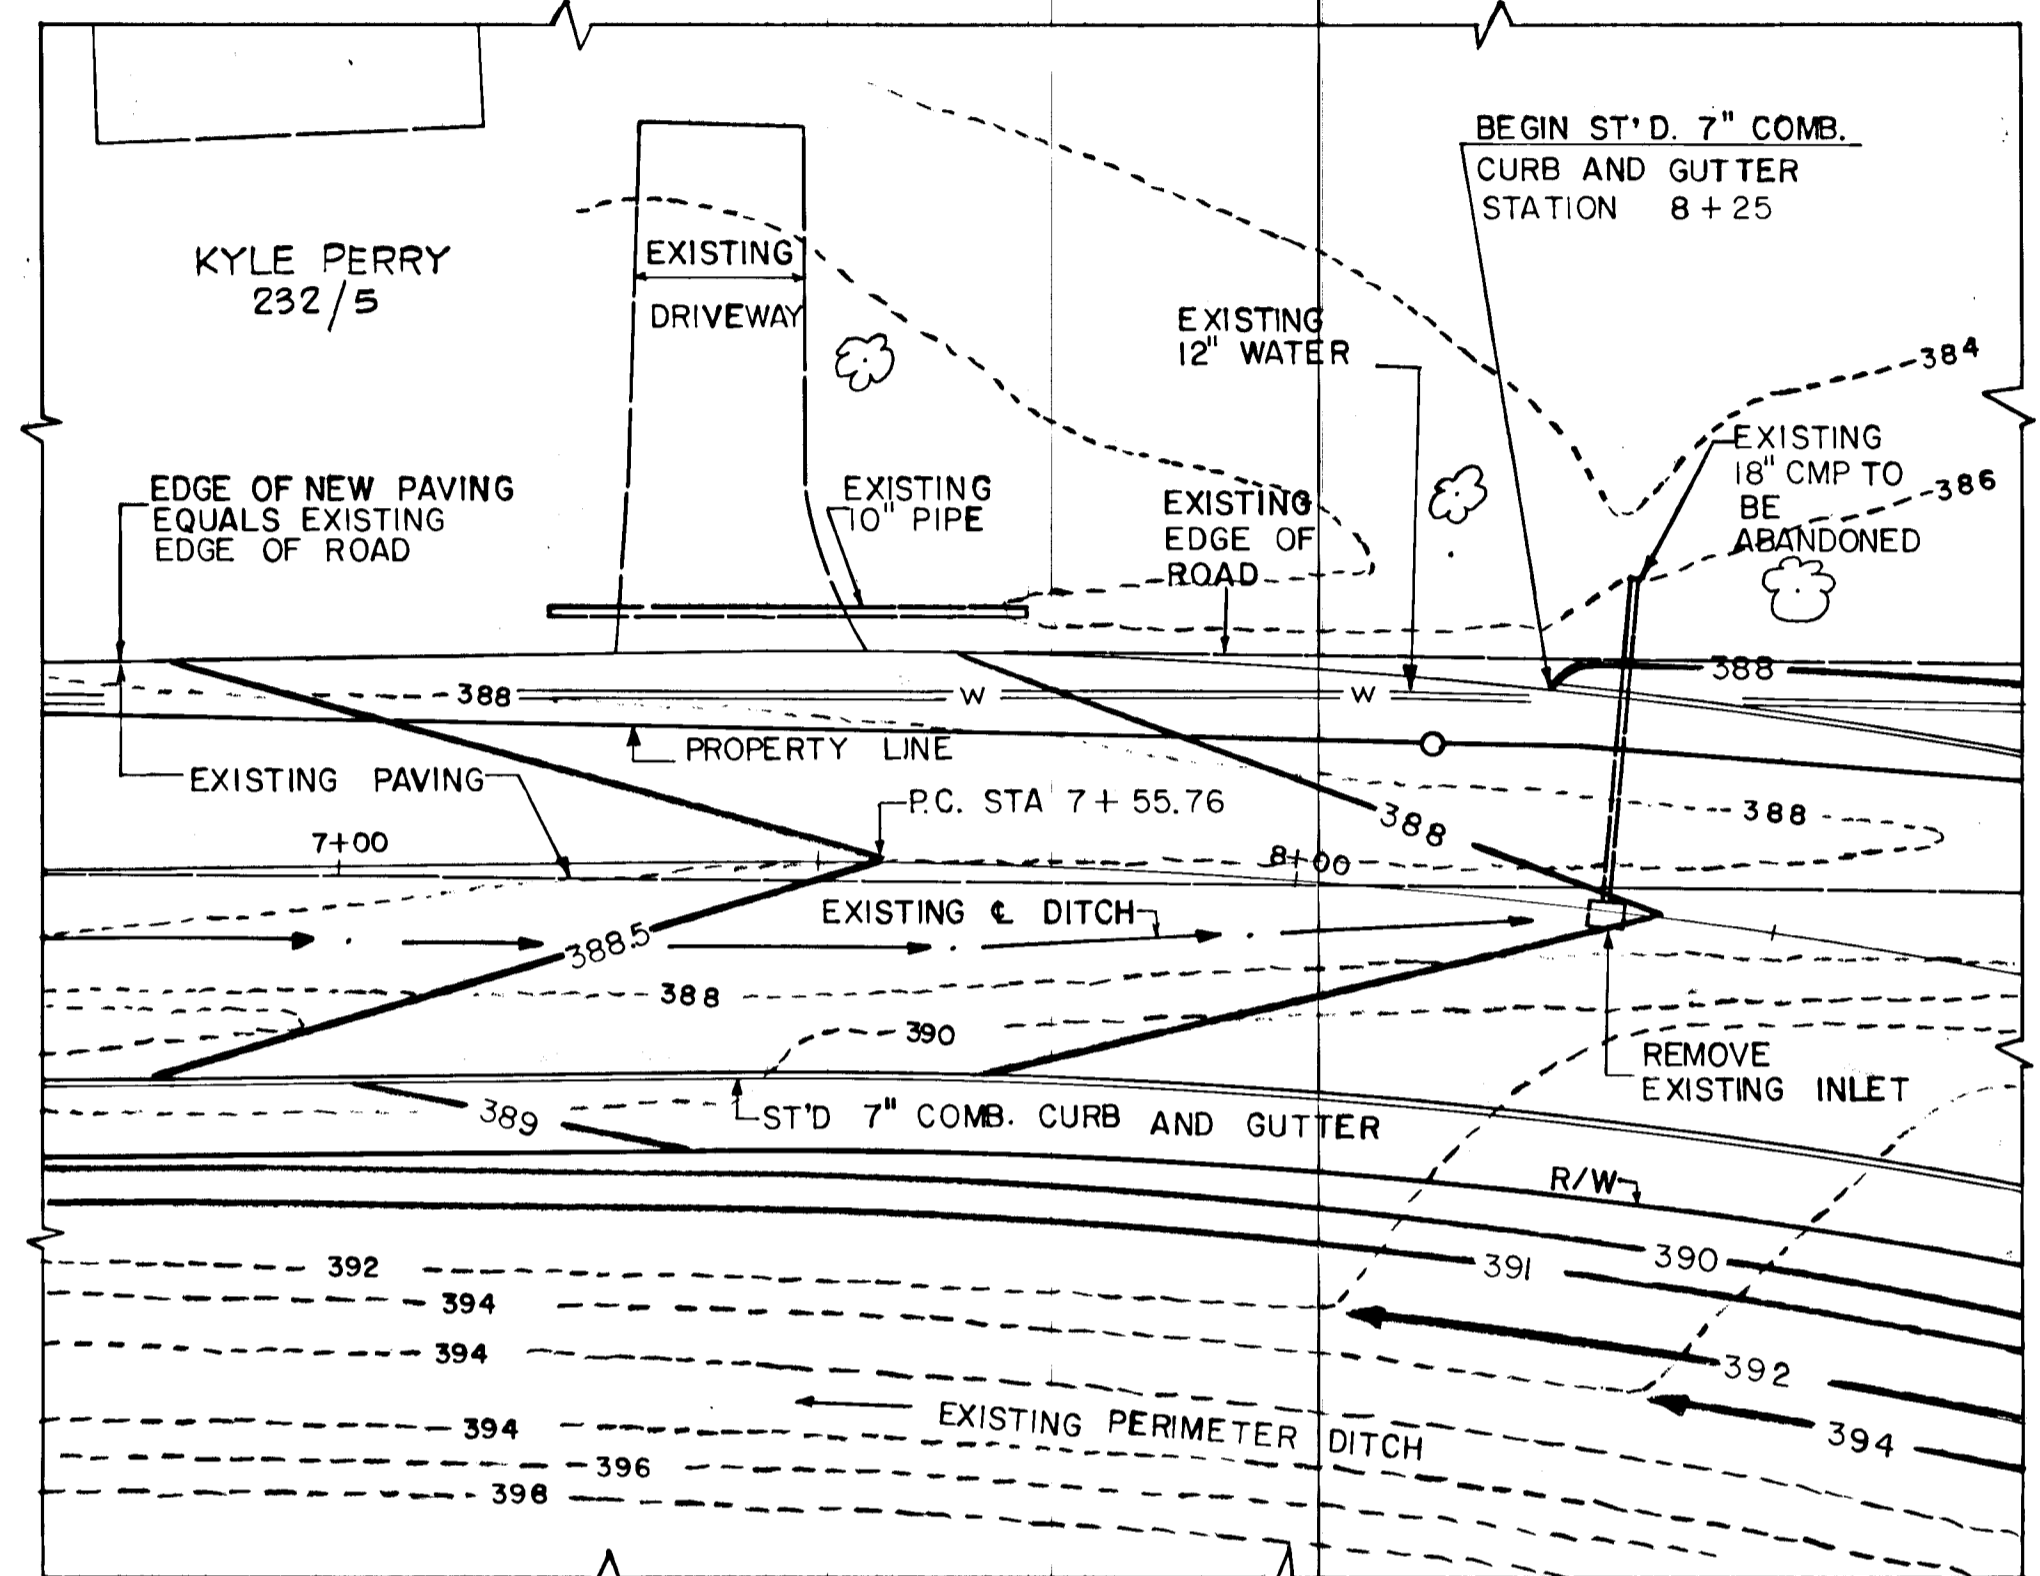 BEGIN ST'D. 7" COMB.
CURB AND GUTTER
STATION 8+25
KYLE PERRY
232/5
EXISTING
DRIVEWAY
EXISTING
12" WATER
384
EXISTING
18" CMP TO
BE
ABANDONED
386
EDGE OF NEW PAVING
EQUALS EXISTING
EDGE OF ROAD
EXISTING
10" PIPE
EXISTING
EDGE OF
ROAD
388
388
W
W
PROPERTY LINE
EXISTING PAVING
P.C. STA 7+55.76
388
388
7+00
8+00
EXISTING ℄ DITCH
388.5
388
390
REMOVE
EXISTING INLET
389
ST'D 7" COMB. CURB AND GUTTER
R/W
392
391
390
394
394
392
EXISTING PERIMETER DITCH
394
394
396
398